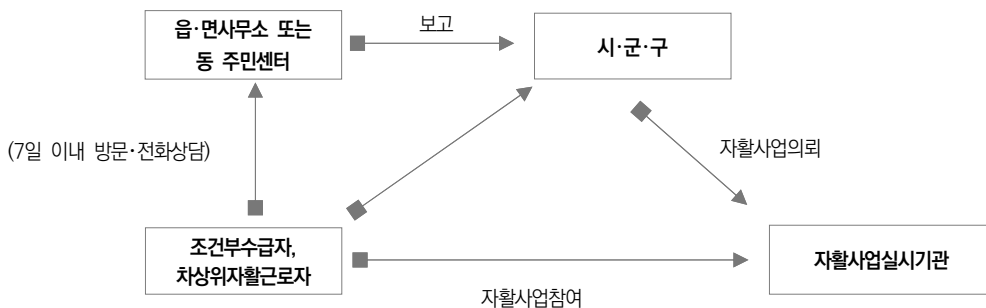 읍·면사무소 또는
동 주민센터
보고
시·군·구
(7일 이내 방문·전화상담)
자활사업의뢰
조건부수급자,
차상위자활근로자
자활사업실시기관
자활사업참여